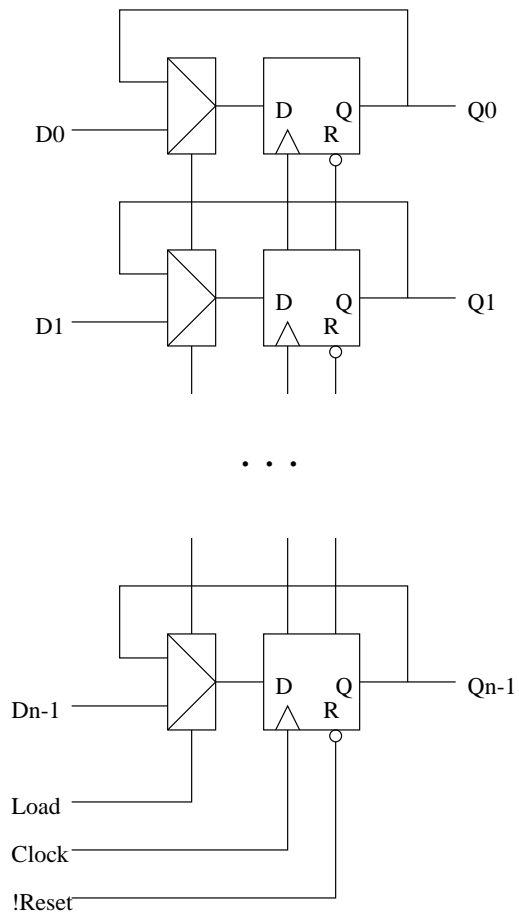 D Q
R
D0 Q0
D Q
R
D1 Q1
. . .
D Q
R
Dn-1 Qn-1
Load
Clock
!Reset